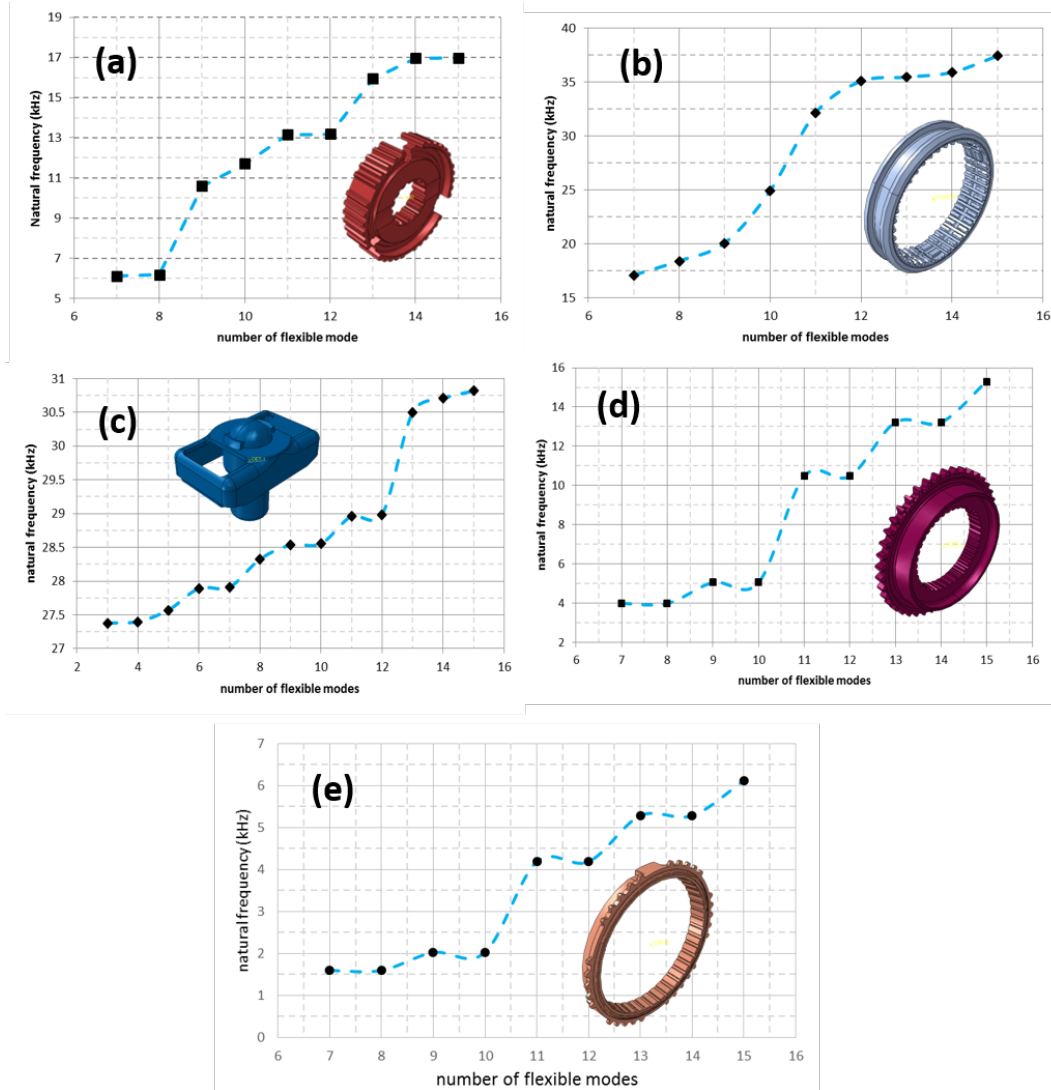 (a)
Natural frequency (kHz)
19
17
15
13
11
9
7
5
6 8 10 12 14 16
number of flexible mode
(b)
natural frequency (kHz)
40
35
30
25
20
15
6 8 10 12 14 16
number of flexible modes
(c)
natural frequency (kHz)
31
30.5
30
29.5
29
28.5
28
27.5
27
2 4 6 8 10 12 14 16
number of flexible modes
(d)
natural frequency (kHz)
16
14
12
10
8
6
4
2
6 7 8 9 10 11 12 13 14 15 16
number of flexible modes
(e)
natural frequency (kHz)
7
6
5
4
3
2
1
0
6 7 8 9 10 11 12 13 14 15 16
number of flexible modes